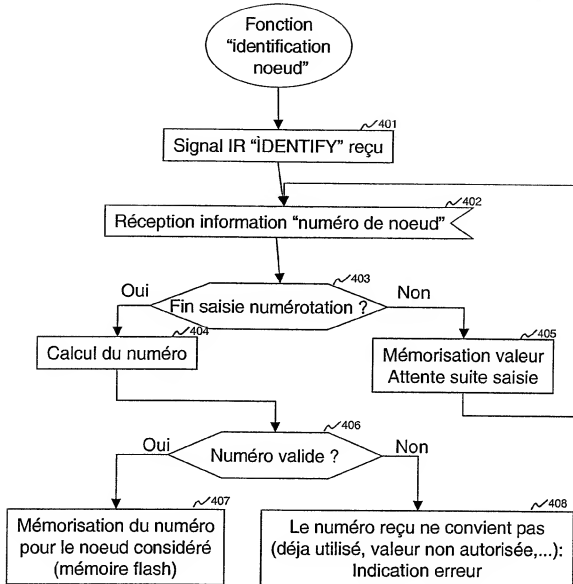 Fonction
“identification
noeud”
401
Signal IR “IDENTIFY” reçu
402
Réception information “numéro de noeud”
403
Oui
Non
Fin saisie numérotation ?
404
405
Calcul du numéro
Mémorisation valeur
Attente suite saisie
406
Oui
Non
Numéro valide ?
407
408
Mémorisation du numéro
pour le noeud considéré
(mémoire flash)
Le numéro reçu ne convient pas
(déja utilisé, valeur non autorisée,...):
Indication erreur